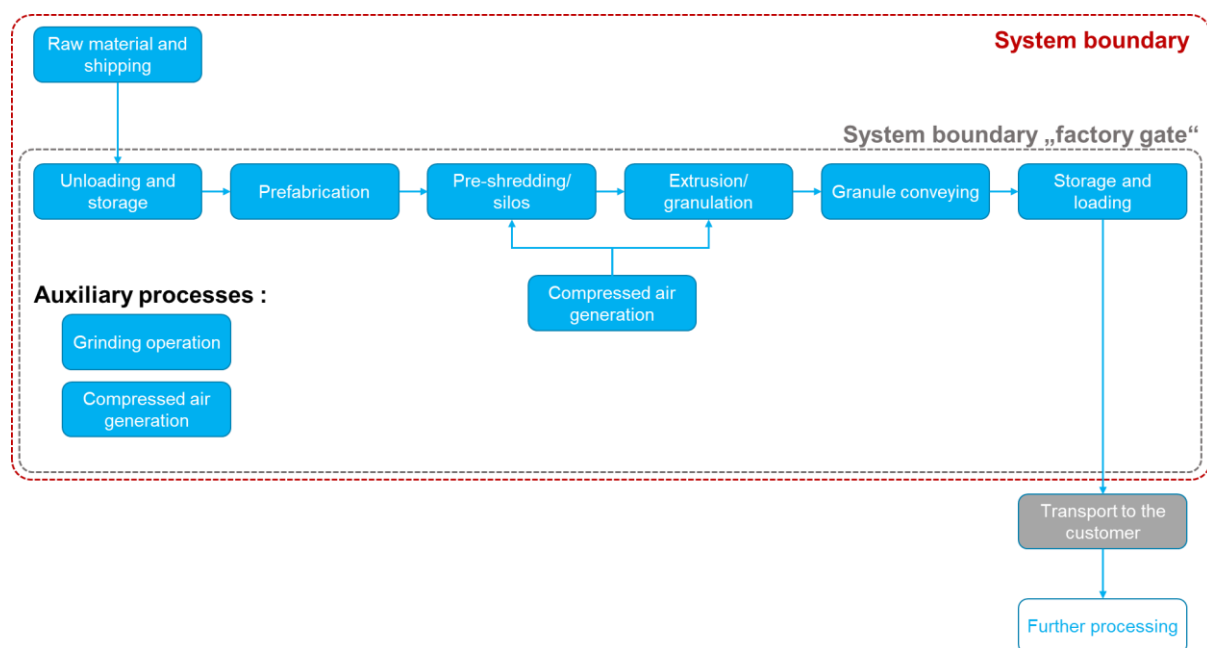 Raw material and
shipping
System boundary
System boundary „factory gate“
Unloading and
storage
Prefabrication
Pre-shredding/
silos
Extrusion/
granulation
Granule conveying
Storage and
loading
Compressed air
generation
Auxiliary processes :
Grinding operation
Compressed air
generation
Transport to the
customer
Further processing